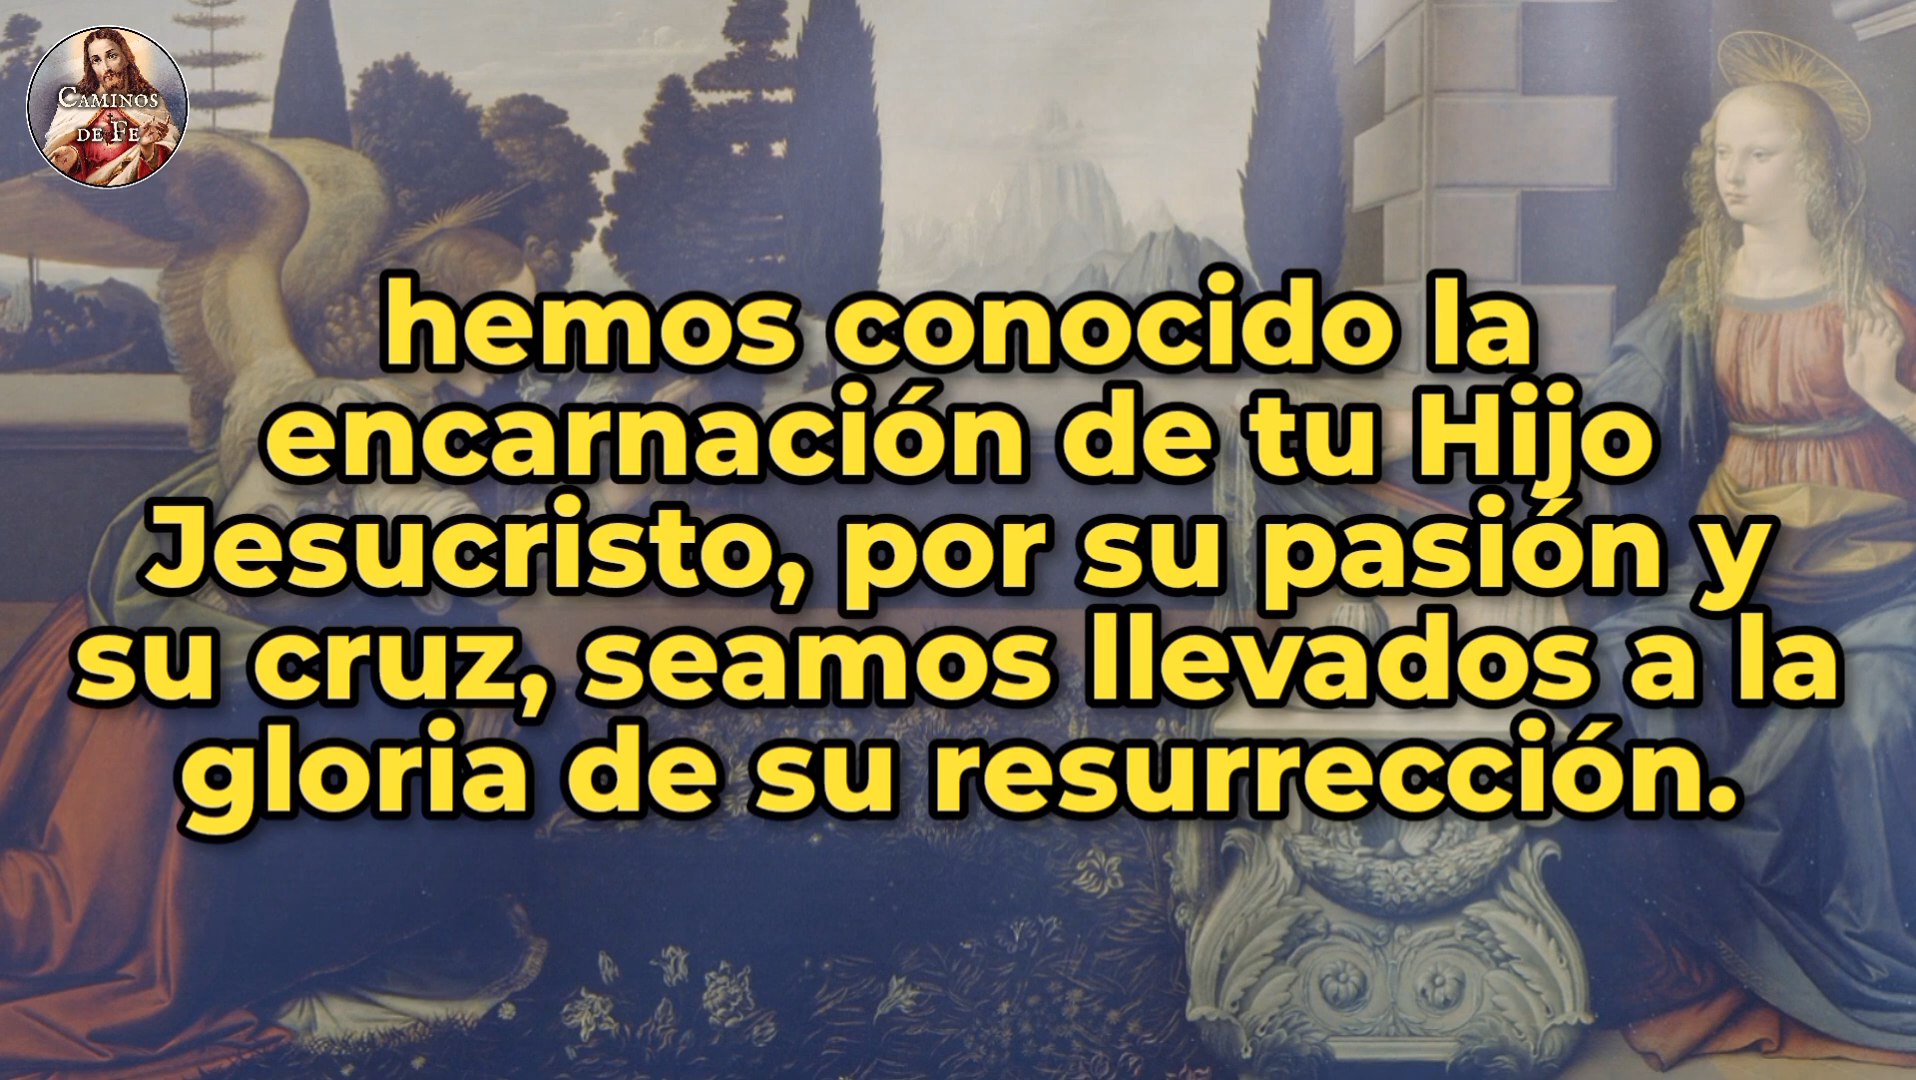 CAMINOS
DE FE
hemos conocido la
encarnación de tu Hijo
Jesucristo, por su pasión y
su cruz, seamos llevados a la
gloria de su resurrección.